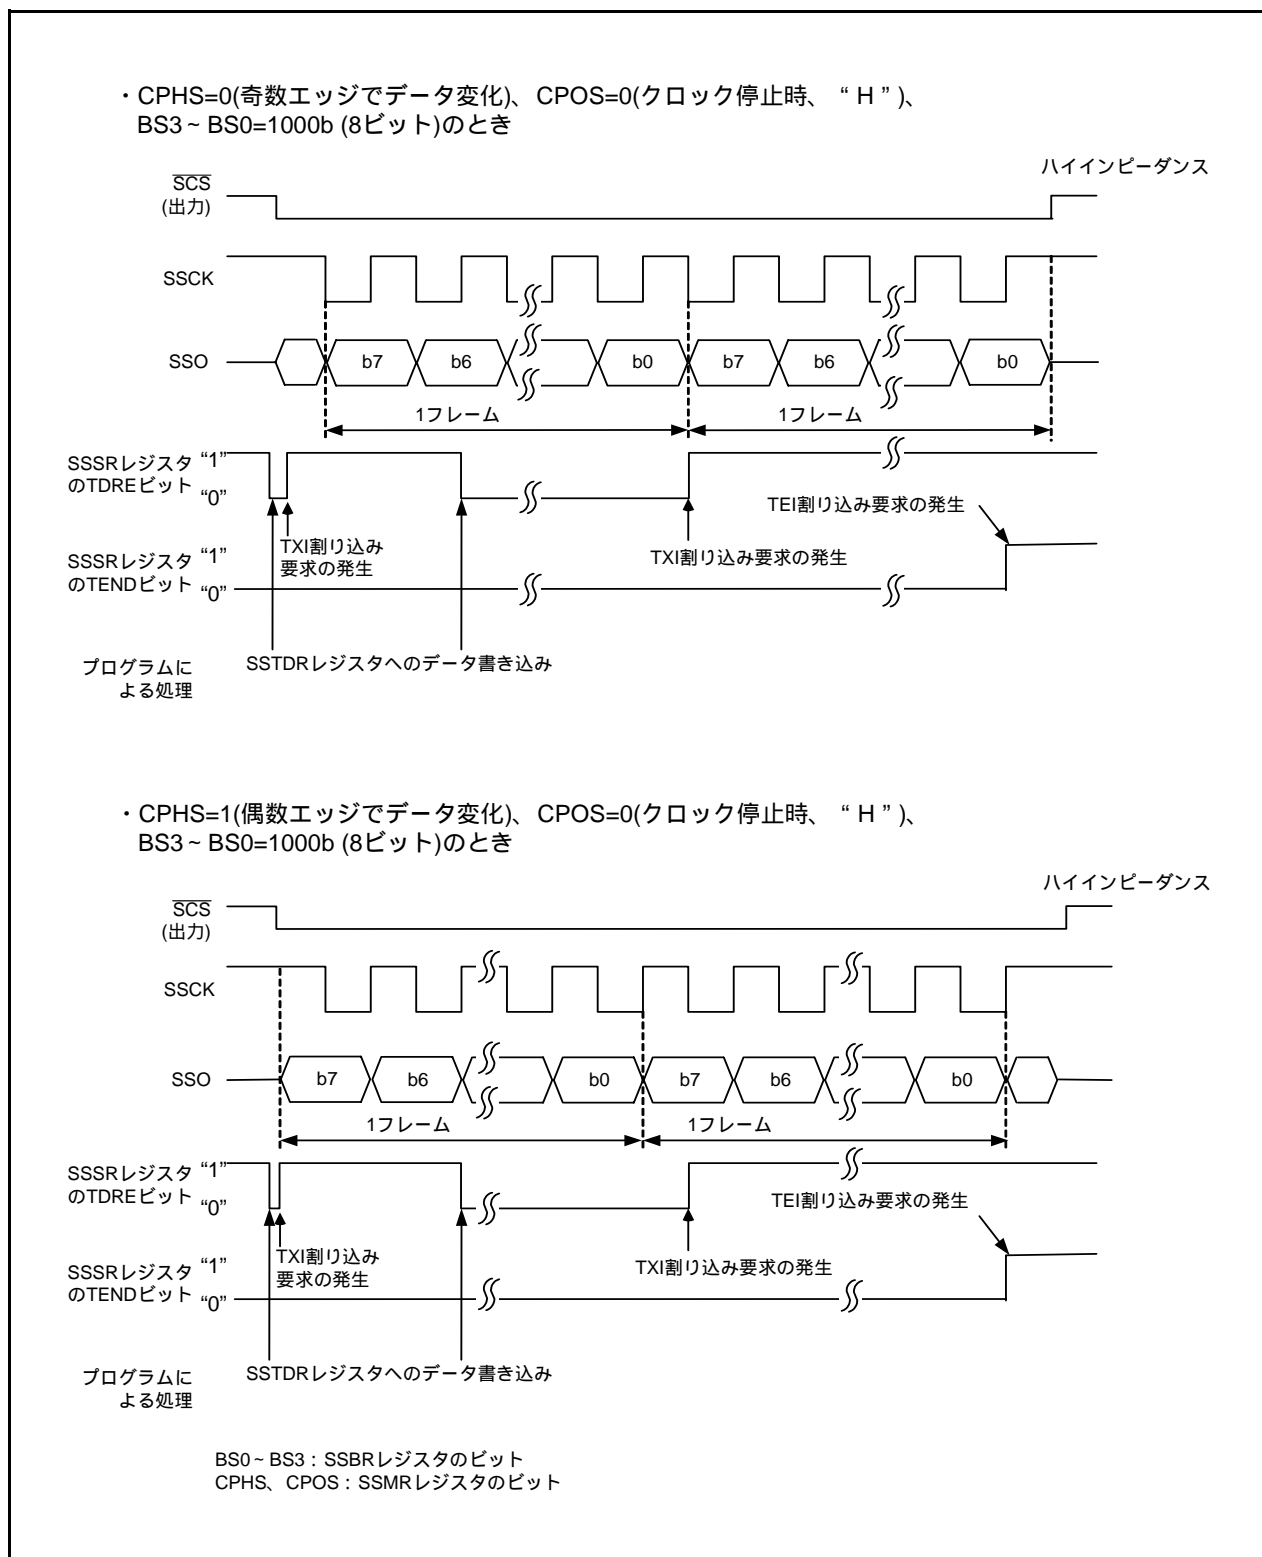 ・CPHS=0(奇数エッジでデータ変化)、CPOS=0(クロック停止時、“H”)、
BS3～BS0=1000b (8ビット)のとき
ハイインピーダンス
SCS
(出力)
SSCK
SSO
b7
b6
b0
b7
b6
b0
1フレーム
1フレーム
SSSRレジスタ “1”
のTDREビット “0”
TEI割り込み要求の発生
TXI割り込み
要求の発生
TXI割り込み要求の発生
SSSRレジスタ “1”
のTENDビット “0”
プログラムに
よる処理
SSTDRレジスタへのデータ書き込み
・CPHS=1(偶数エッジでデータ変化)、CPOS=0(クロック停止時、“H”)、
BS3～BS0=1000b (8ビット)のとき
ハイインピーダンス
SCS
(出力)
SSCK
SSO
b7
b6
b0
b7
b6
b0
1フレーム
1フレーム
SSSRレジスタ “1”
のTDREビット “0”
TEI割り込み要求の発生
TXI割り込み
要求の発生
TXI割り込み要求の発生
SSSRレジスタ “1”
のTENDビット “0”
プログラムに
よる処理
SSTDRレジスタへのデータ書き込み
BS0～BS3：SSBRレジスタのビット
CPHS、CPOS：SSMRレジスタのビット